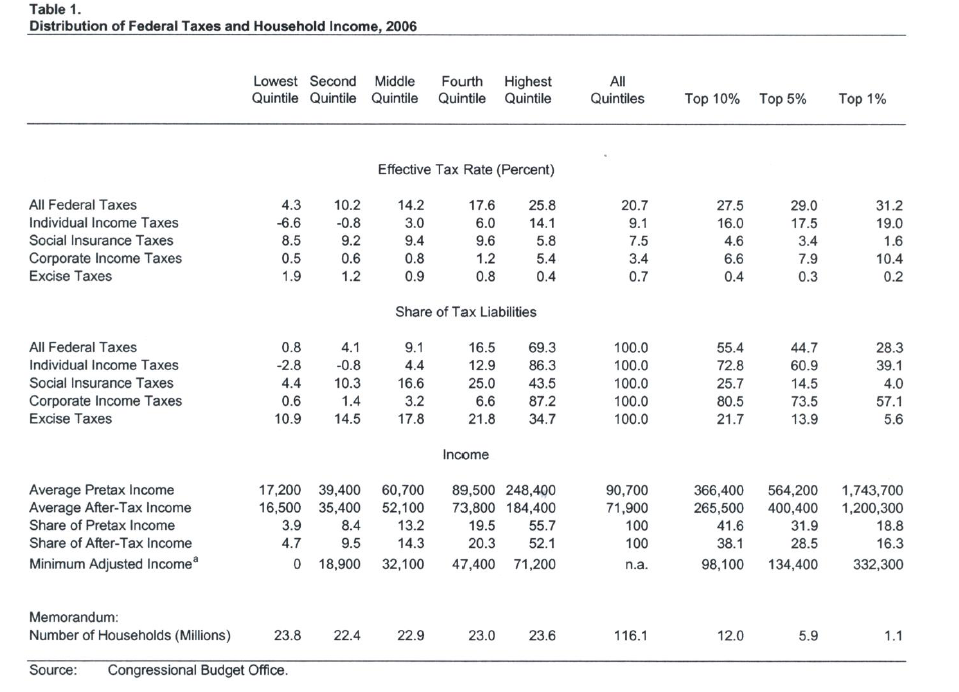 Table 1.
Distribution of Federal Taxes and Household Income, 2006
Lowest Second Middle Fourth Highest All
Quintile Quintile Quintile Quintile Quintile Quintiles Top 10% Top 5% Top 1%
Effective Tax Rate (Percent)
All Federal Taxes 4.3 10.2 14.2 17.6 25.8 20.7 27.5 29.0 31.2
Individual Income Taxes -6.6 -0.8 3.0 6.0 14.1 9.1 16.0 17.5 19.0
Social Insurance Taxes 8.5 9.2 9.4 9.6 5.8 7.5 4.6 3.4 1.6
Corporate Income Taxes 0.5 0.6 0.8 1.2 5.4 3.4 6.6 7.9 10.4
Excise Taxes 1.9 1.2 0.9 0.8 0.4 0.7 0.4 0.3 0.2
Share of Tax Liabilities
All Federal Taxes 0.8 4.1 9.1 16.5 69.3 100.0 55.4 44.7 28.3
Individual Income Taxes -2.8 -0.8 4.4 12.9 86.3 100.0 72.8 60.9 39.1
Social Insurance Taxes 4.4 10.3 16.6 25.0 43.5 100.0 25.7 14.5 4.0
Corporate Income Taxes 0.6 1.4 3.2 6.6 87.2 100.0 80.5 73.5 57.1
Excise Taxes 10.9 14.5 17.8 21.8 34.7 100.0 21.7 13.9 5.6
Income
Average Pretax Income 17,200 39,400 60,700 89,500 248,400 90,700 366,400 564,200 1,743,700
Average After-Tax Income 16,500 35,400 52,100 73,800 184,400 71,900 265,500 400,400 1,200,300
Share of Pretax Income 3.9 8.4 13.2 19.5 55.7 100 41.6 31.9 18.8
Share of After-Tax Income 4.7 9.5 14.3 20.3 52.1 100 38.1 28.5 16.3
Minimum Adjusted Incomeª 0 18,900 32,100 47,400 71,200 n.a. 98,100 134,400 332,300
Memorandum:
Number of Households (Millions) 23.8 22.4 22.9 23.0 23.6 116.1 12.0 5.9 1.1
Source: Congressional Budget Office.